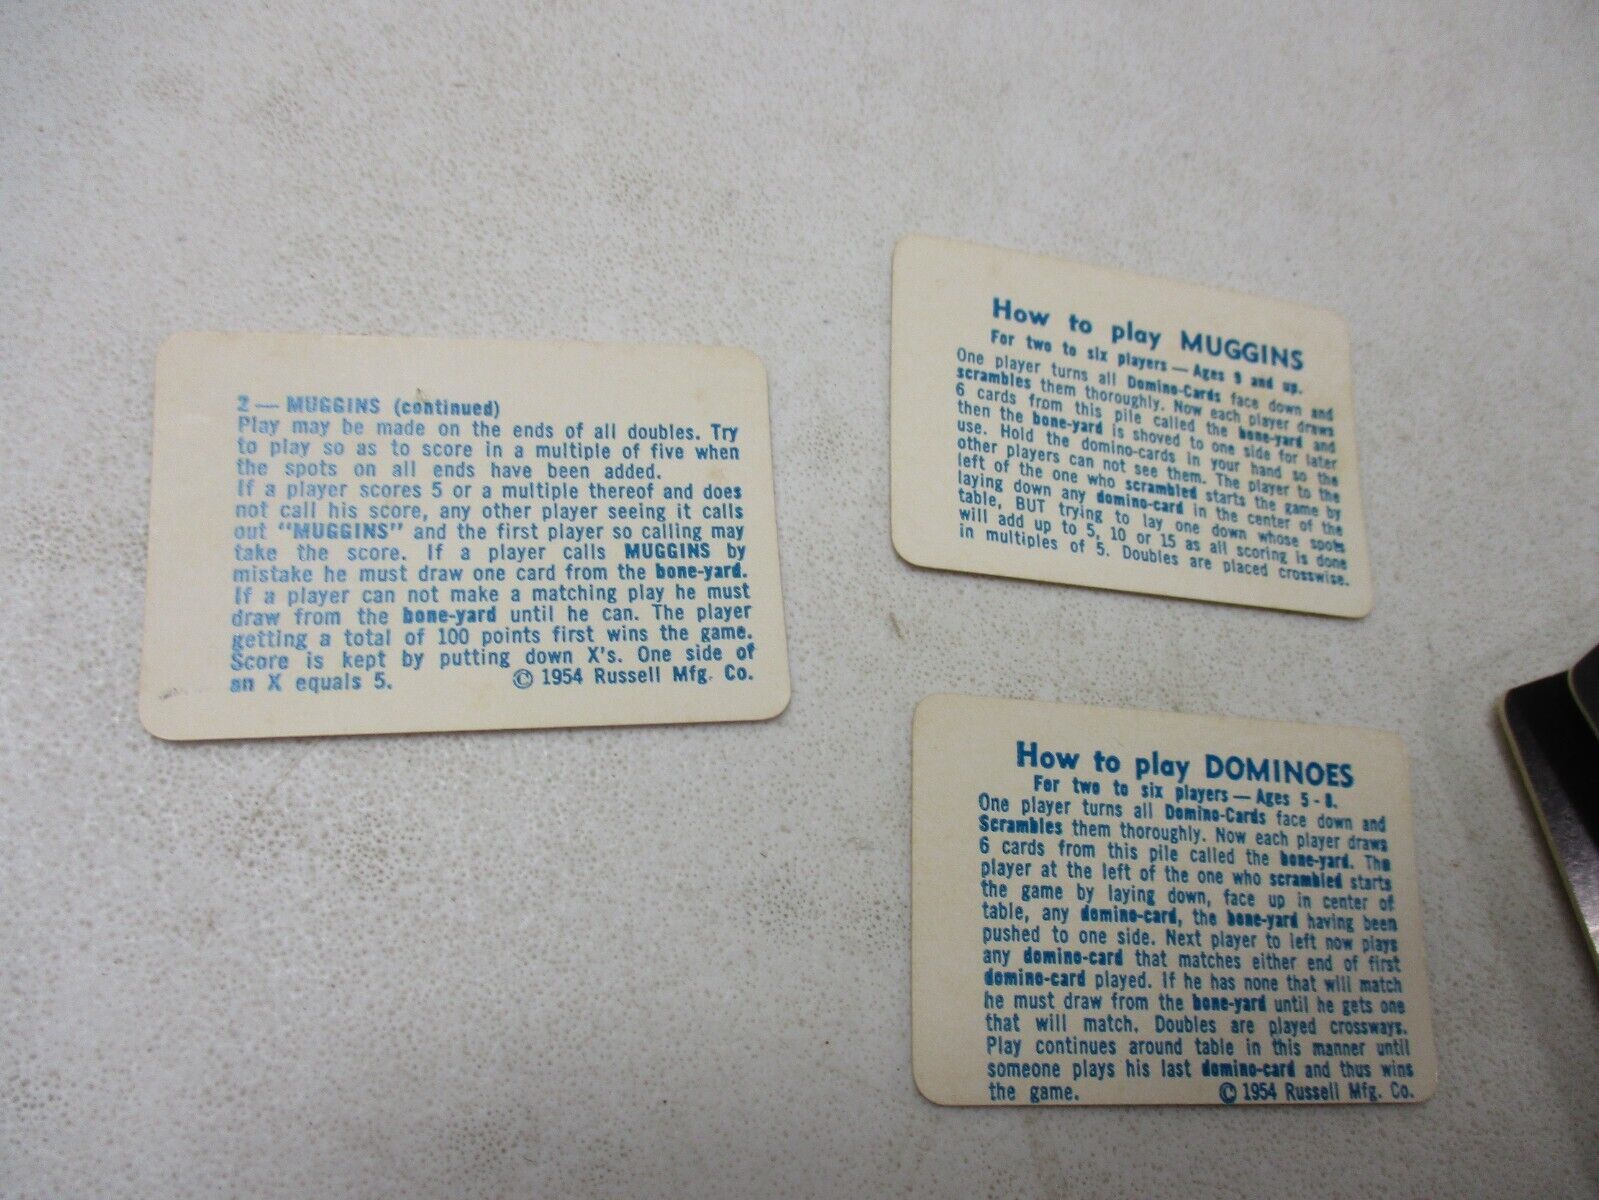 How to play MUGGINS
For two to six players — Ages 9 and up.
One player turns all Domino-Cards face down and
scrambles them thoroughly. Now each player draws
6 cards from this pile called the bone-yard and
then the bone-yard is shoved to one side for later
use. Hold the domino-cards in your hand so the
other players can not see them. The player to the
left of the one who scrambled starts the game by
laying down any domino-card in the center of the
table, BUT trying to lay one down whose spots
will add up to 5, 10 or 15 as all scoring is done
in multiples of 5. Doubles are placed crosswise.
2 — MUGGINS (continued)
Play may be made on the ends of all doubles. Try
to play so as to score in a multiple of five when
the spots on all ends have been added.
If a player scores 5 or a multiple thereof and does
not call his score, any other player seeing it calls
out "MUGGINS" and the first player so calling may
take the score. If a player calls MUGGINS by
mistake he must draw one card from the bone-yard.
If a player can not make a matching play he must
draw from the bone-yard until he can. The player
getting a total of 100 points first wins the game.
Score is kept by putting down X's. One side of
an X equals 5. © 1954 Russell Mfg. Co.
How to play DOMINOES
For two to six players — Ages 5 - 8.
One player turns all Domino-Cards face down and
Scrambles them thoroughly. Now each player draws
6 cards from this pile called the bone-yard. The
player at the left of the one who scrambled starts
the game by laying down, face up in center of
table, any domino-card, the bone-yard having been
pushed to one side. Next player to left now plays
any domino-card that matches either end of first
domino-card played. If he has none that will match
he must draw from the bone-yard until he gets one
that will match. Doubles are played crossways.
Play continues around table in this manner until
someone plays his last domino-card and thus wins
the game. © 1954 Russell Mfg. Co.